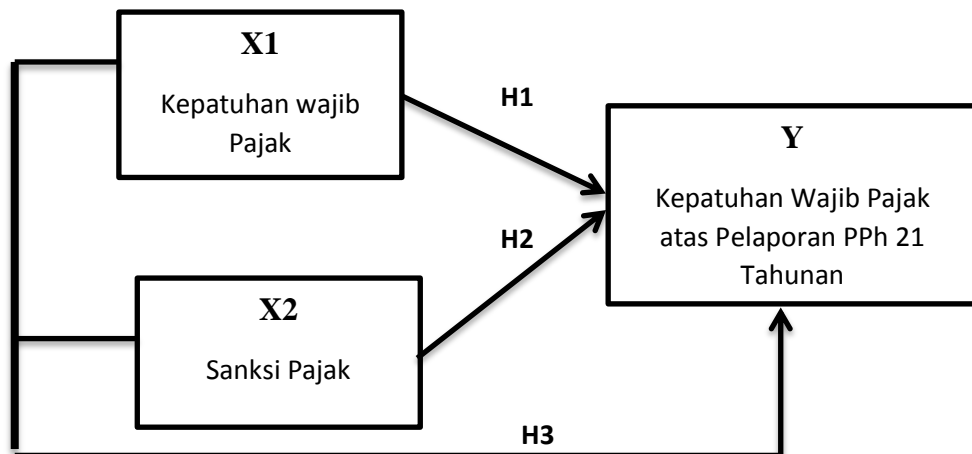 X1
Kepatuhan wajib
Pajak
H1
Y
Kepatuhan Wajib Pajak
atas Pelaporan PPh 21
Tahunan
H2
X2
Sanksi Pajak
H3